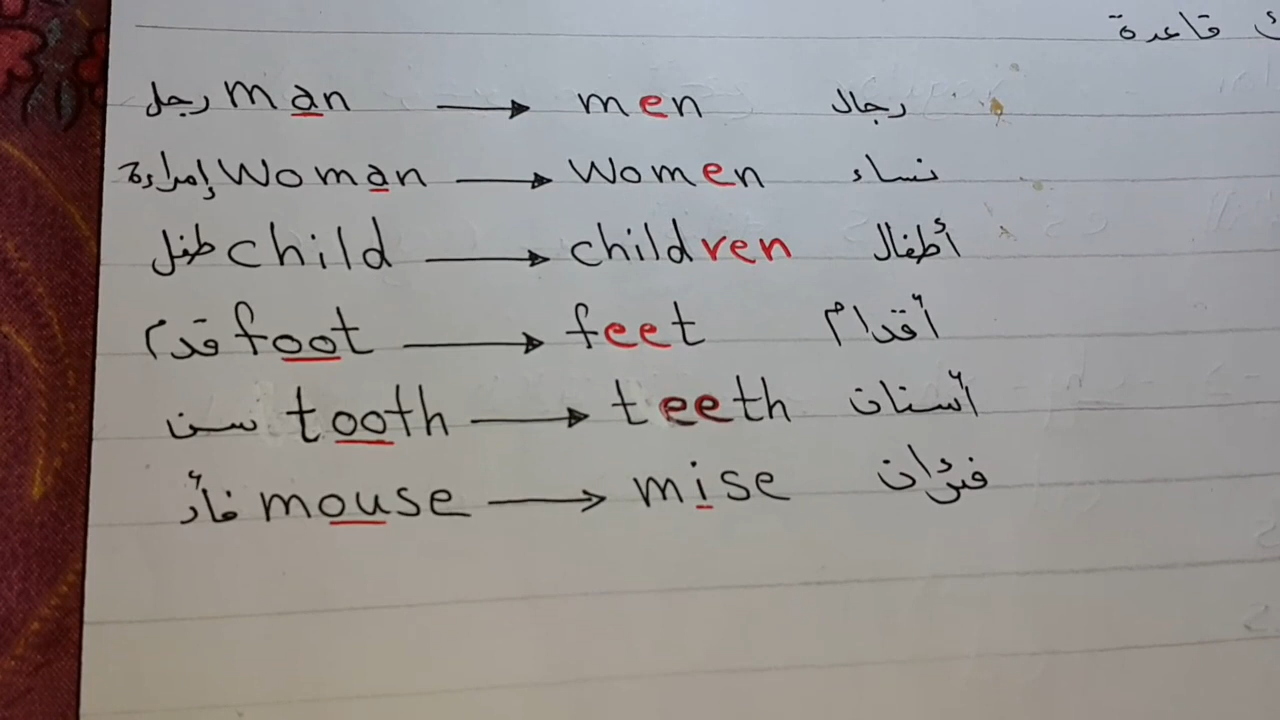 قاعدة
رجل man → men رجال
إمراءة Woman → Women نساء
طفل child → children أطفال
قدم foot → feet أقدام
سن tooth → teeth أسنان
فأر mouse → mise فئران